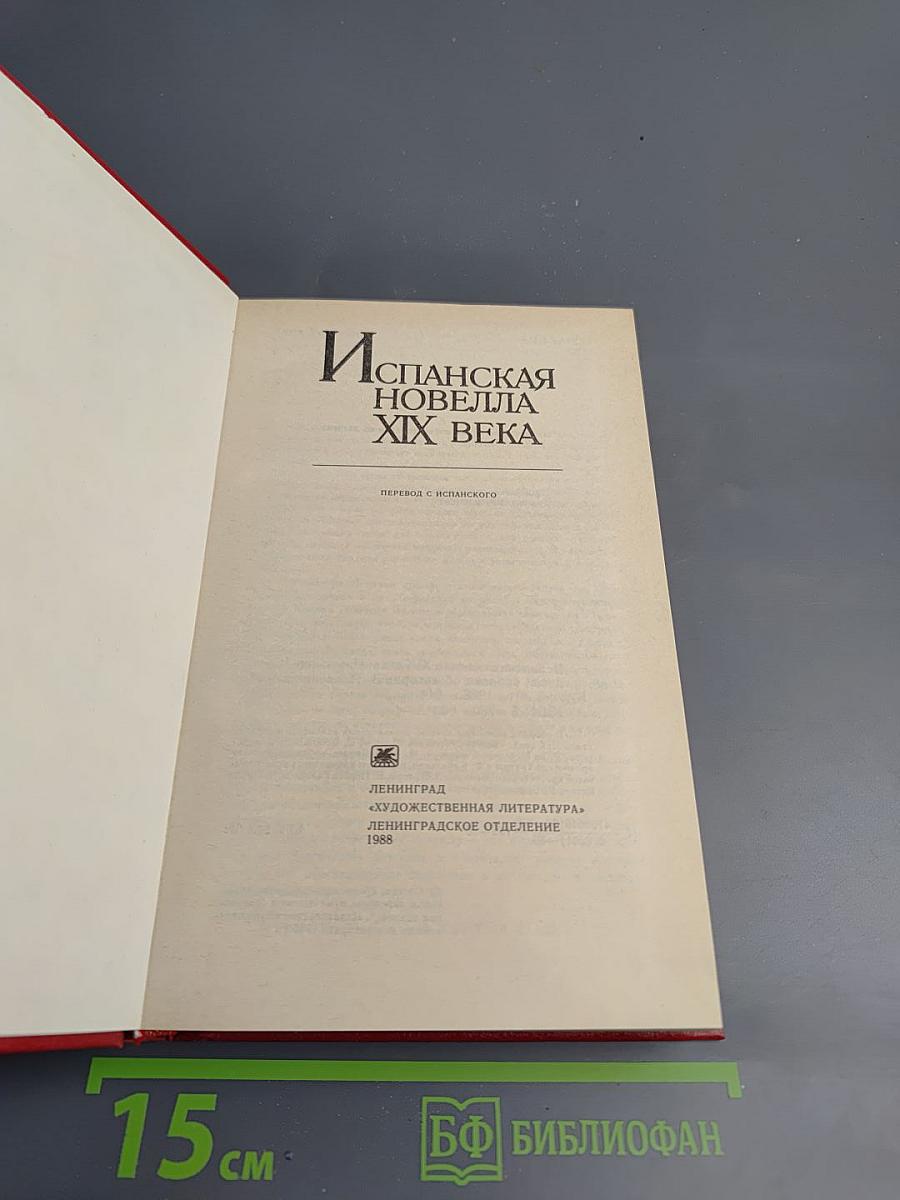 Испанская
новелла
XIX века
ПЕРЕВОД С ИСПАНСКОГО
ЛЕНИНГРАД
«ХУДОЖЕСТВЕННАЯ ЛИТЕРАТУРА»
ЛЕНИНГРАДСКОЕ ОТДЕЛЕНИЕ
1988
15 см
БФ БИБЛИОФАН